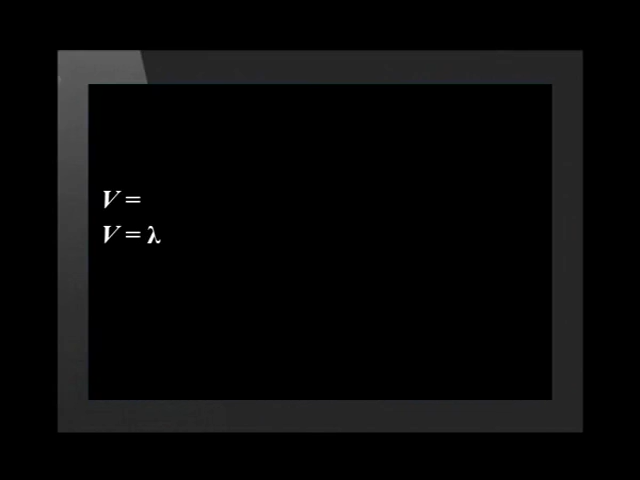 V =
V = λ